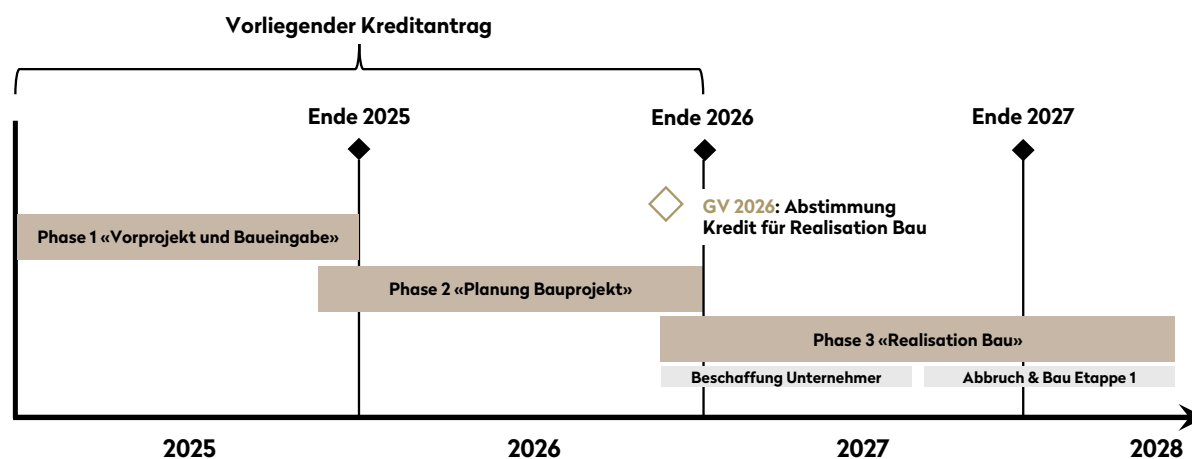 Vorliegender Kreditantrag
Ende 2025
Ende 2026
Ende 2027
GV 2026: Abstimmung
Kredit für Realisation Bau
Phase 1 «Vorprojekt und Baueingabe»
Phase 2 «Planung Bauprojekt»
Phase 3 «Realisation Bau»
Beschaffung Unternehmer
Abbruch & Bau Etappe 1
2025
2026
2027
2028